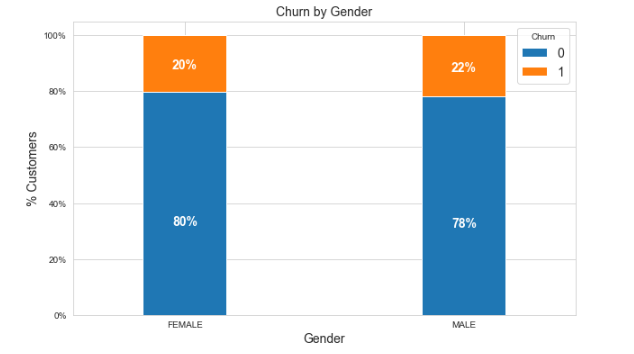 Churn by Gender
100%
80%
60%
40%
20%
0%
% Customers
20%
80%
22%
78%
Churn
0
1
FEMALE
MALE
Gender